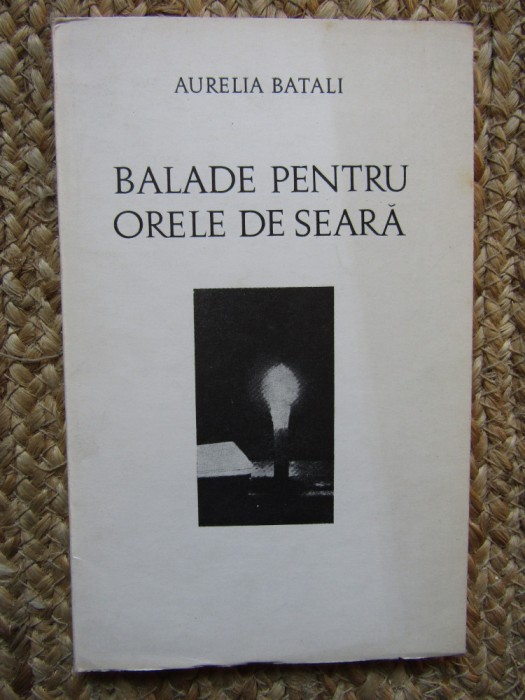 AURELIA BATALI
BALADE PENTRU
ORELE DE SEARĂ